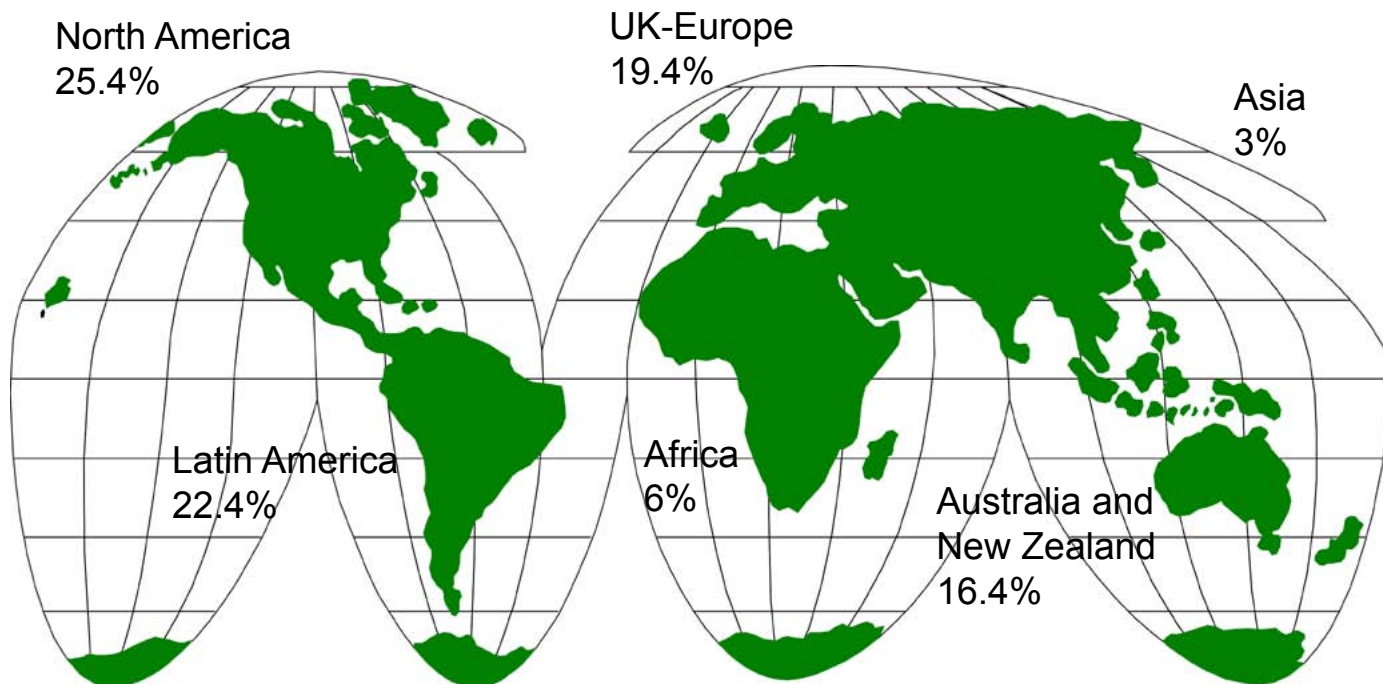 North America
25.4%
UK-Europe
19.4%
Asia
3%
Latin America
22.4%
Africa
6%
Australia and
New Zealand
16.4%